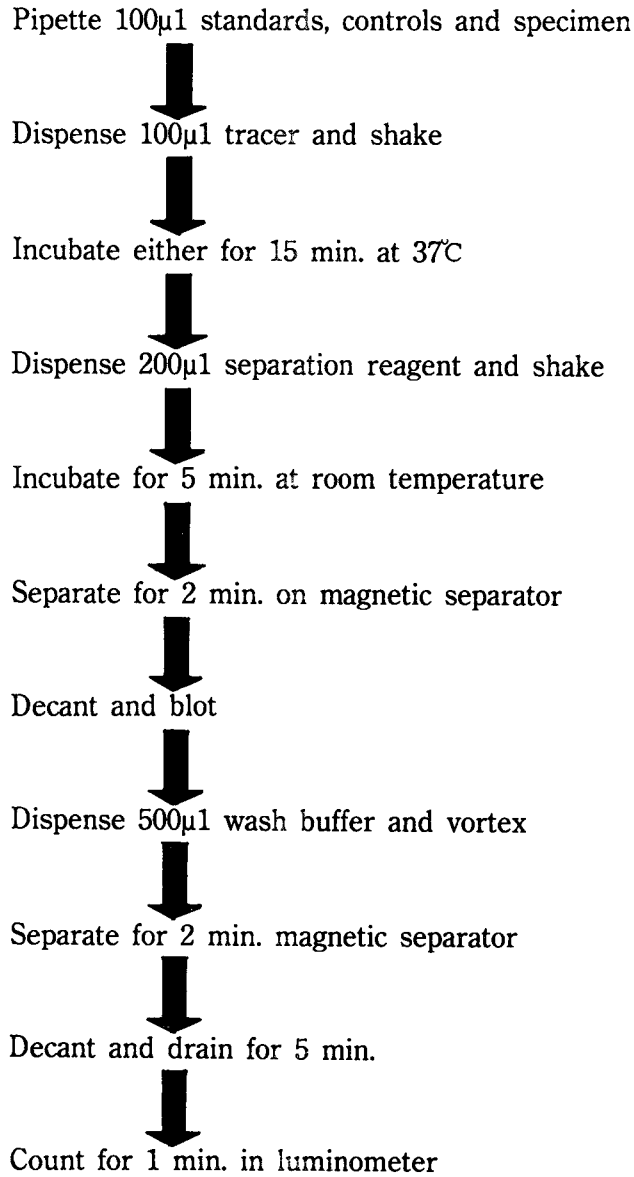 Pipette 100μl standards, controls and specimen
Dispense 100μl tracer and shake
Incubate either for 15 min. at 37℃
Dispense 200μl separation reagent and shake
Incubate for 5 min. at room temperature
Separate for 2 min. on magnetic separator
Decant and blot
Dispense 500μl wash buffer and vortex
Separate for 2 min. magnetic separator
Decant and drain for 5 min.
Count for 1 min. in luminometer